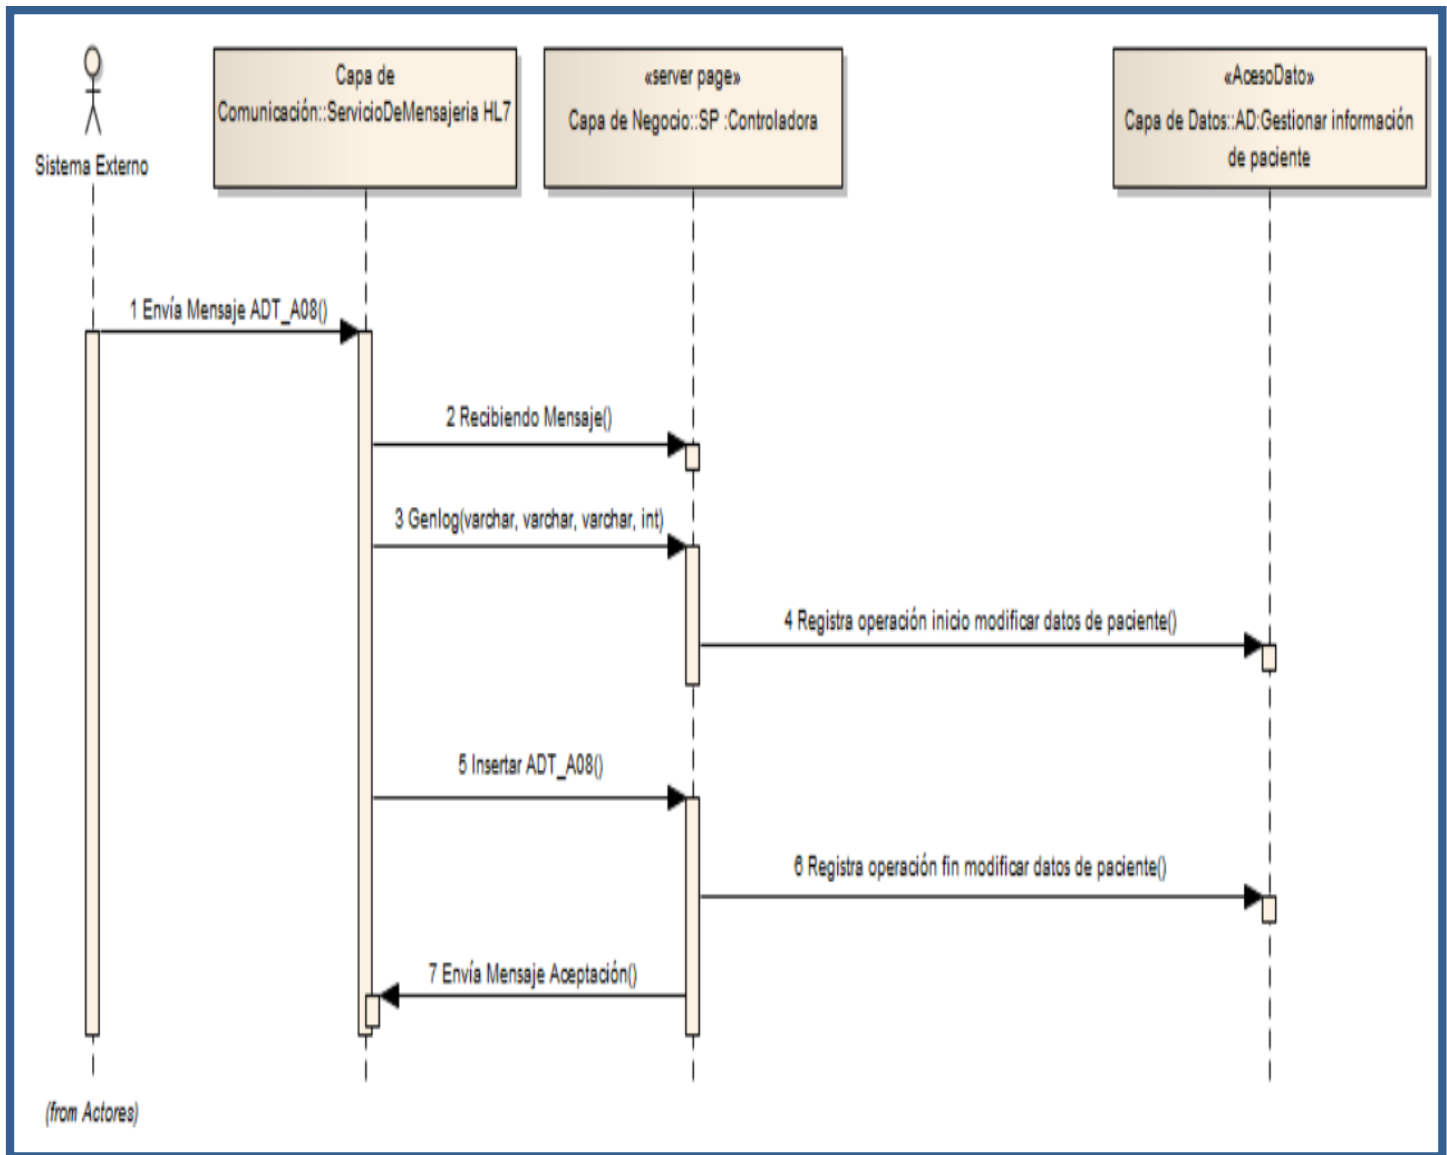 Sistema Externo
Capa de
Comunicación::ServicioDeMensajeria HL7
«server page»
Capa de Negocio::SP :Controladora
«AcesoDato»
Capa de Datos::AD:Gestionar información
de paciente
1 Envía Mensaje ADT_A08()
2 Recibiendo Mensaje()
3 Genlog(varchar, varchar, varchar, int)
4 Registra operación inicio modificar datos de paciente()
5 Insertar ADT_A08()
6 Registra operación fin modificar datos de paciente()
7 Envía Mensaje Aceptación()
(from Actores)